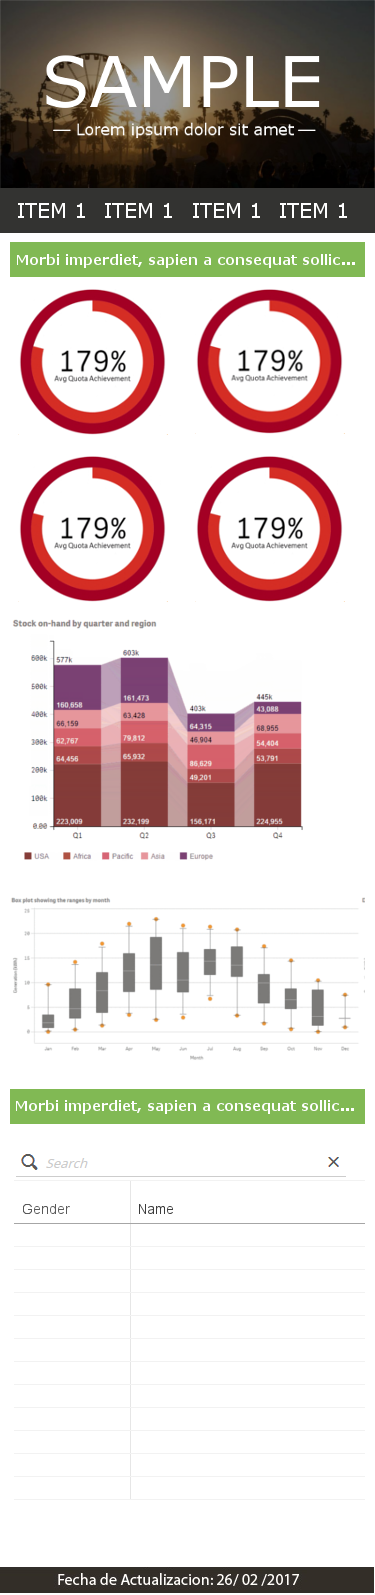 SAMPLE
— Lorem ipsum dolor sit amet —
ITEM 1 ITEM 1 ITEM 1 ITEM 1
Morbi imperdiet, sapien a consequat sollic...
179% 179%
Avg Quota Achievement Avg Quota Achievement
179% 179%
Avg Quota Achievement Avg Quota Achievement
Stock on-hand by quarter and region
600k
500k
400k
300k
200k
100k
0.00
577k 603k 403k 445k
160,658 161,473 64,315 43,088
66,159 63,428 46,904 68,955
62,767 79,812 86,629 54,404
64,456 65,932 49,201 53,791
223,009 232,199 156,171 224,955
Q1 Q2 Q3 Q4
USA Africa Pacific Asia Europe
Box plot showing the ranges by month
25
20
15
10
5
0
Jan Feb Mar Apr May Jun Jul Aug Sep Oct Nov Dec
Month
Morbi imperdiet, sapien a consequat sollic...
Search
Gender Name
Fecha de Actualizacion: 26/ 02 /2017